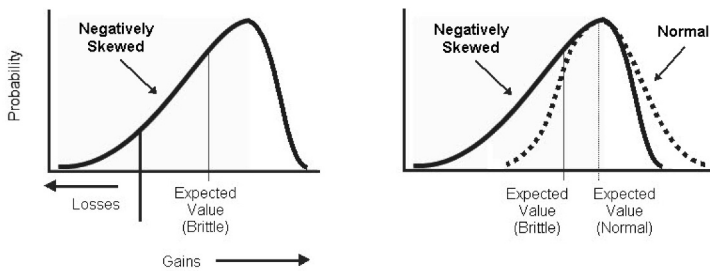 Negatively
Skewed
Probability
Losses
Expected
Value
(Brittle)
Gains
Negatively
Skewed
Normal
Expected
Value
(Brittle)
Expected
Value
(Normal)